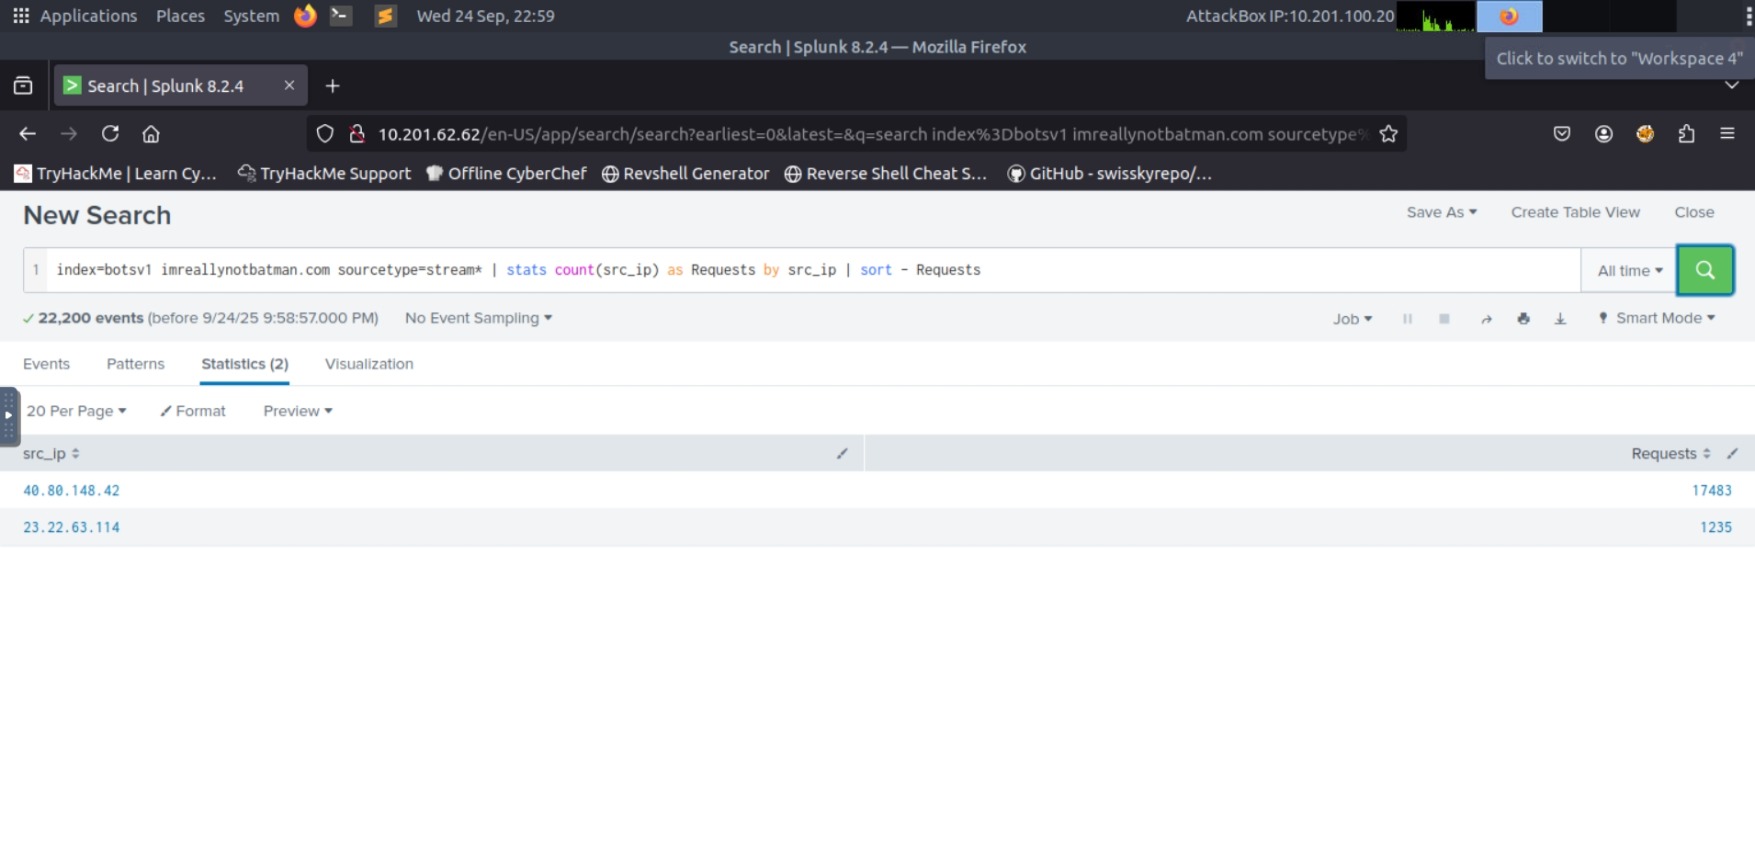 Applications Places System Wed 24 Sep, 22:59 AttackBox IP:10.201.100.20
Search | Splunk 8.2.4 — Mozilla Firefox
Click to switch to "Workspace 4"
Search | Splunk 8.2.4
10.201.62.62/en-US/app/search/search?earliest=0&latest=&q=search index%3Dbotsv1 imreallynotbatman.com sourcetype%
TryHackMe | Learn Cy... TryHackMe Support Offline CyberChef Revshell Generator Reverse Shell Cheat S... GitHub - swisskyrepo/...
New Search Save As Create Table View Close
1 index=botsv1 imreallynotbatman.com sourcetype=stream* | stats count(src_ip) as Requests by src_ip | sort - Requests All time
22,200 events (before 9/24/25 9:58:57.000 PM) No Event Sampling Job Smart Mode
Events Patterns Statistics (2) Visualization
20 Per Page Format Preview
src_ip Requests
40.80.148.42 17483
23.22.63.114 1235